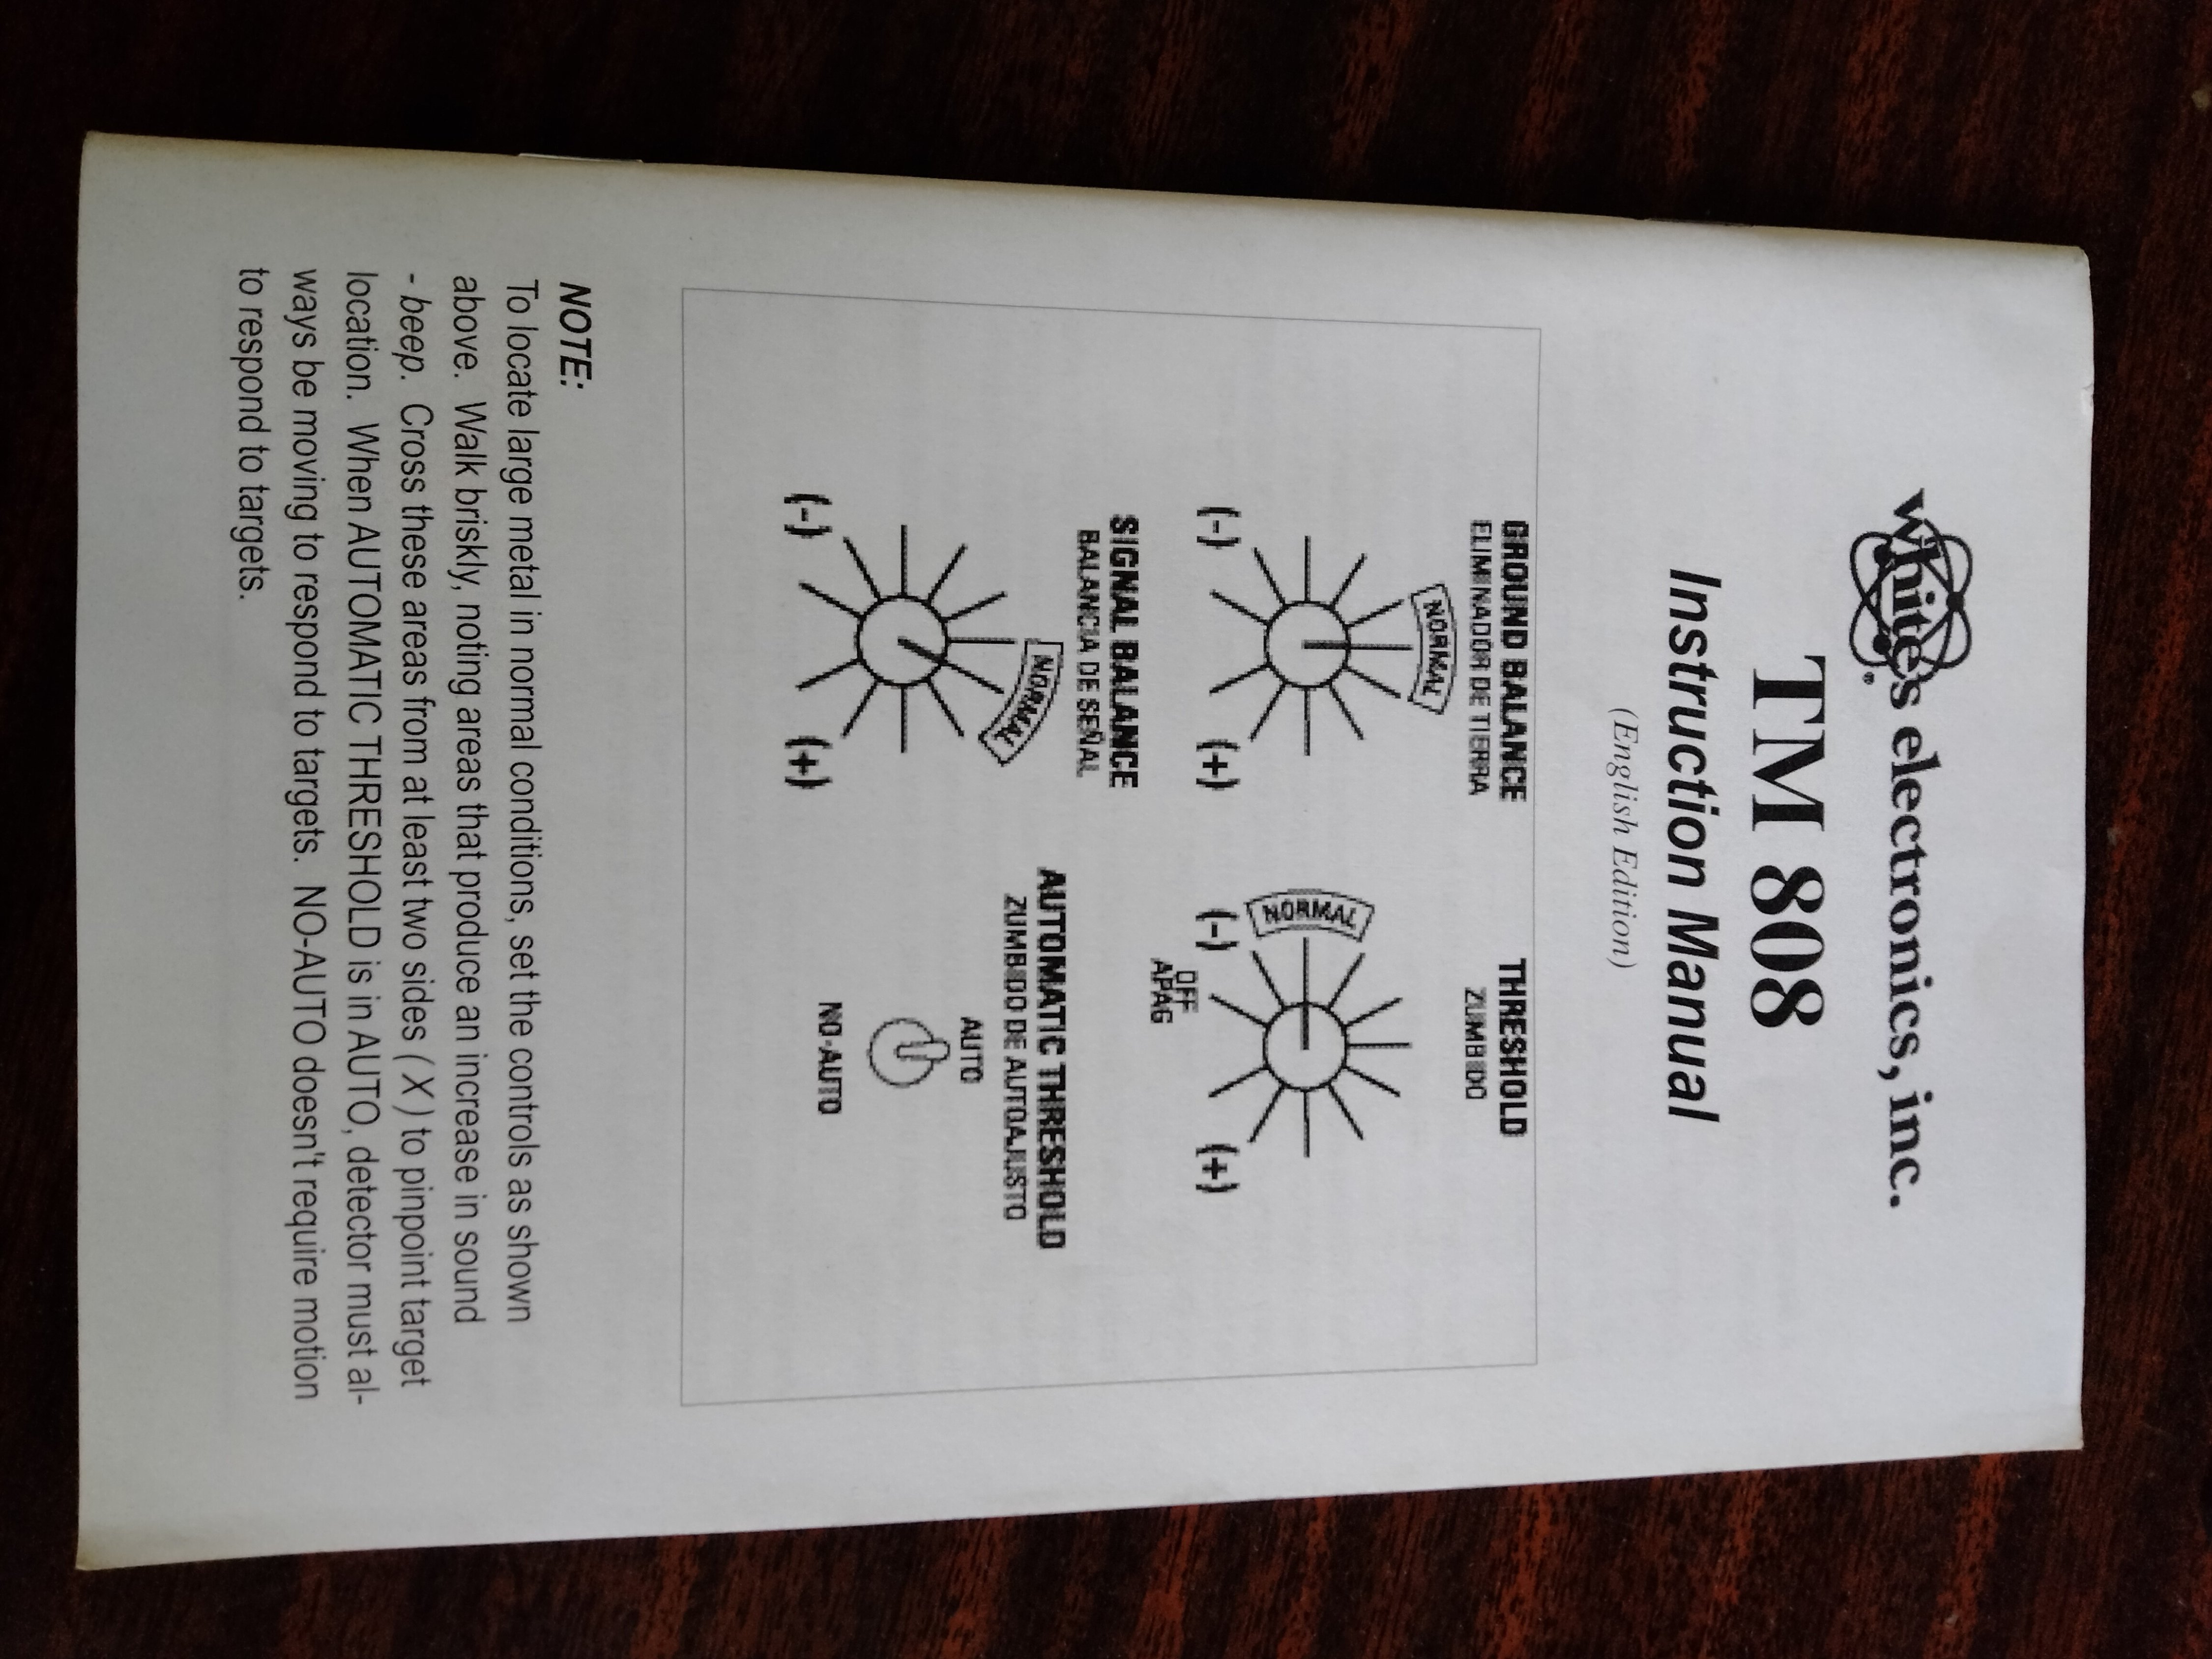 white's electronics, inc.
®
TM 808
Instruction Manual
(English Edition)
GROUND BALANCE
ELIMINADOR DE TIERRA
NORMAL
(-) (+)
THRESHOLD
ZUMBIDO
NORMAL
(-) (+)
OFF
APAG
SIGNAL BALANCE
BALANCIA DE SEÑAL
NORMAL
(-) (+)
AUTOMATIC THRESHOLD
ZUMBIDO DE AUTOAJUSTO
AUTO
NO-AUTO
NOTE:
To locate large metal in normal conditions, set the controls as shown
above. Walk briskly, noting areas that produce an increase in sound
- beep. Cross these areas from at least two sides ( X ) to pinpoint target
location. When AUTOMATIC THRESHOLD is in AUTO, detector must al-
ways be moving to respond to targets. NO-AUTO doesn't require motion
to respond to targets.